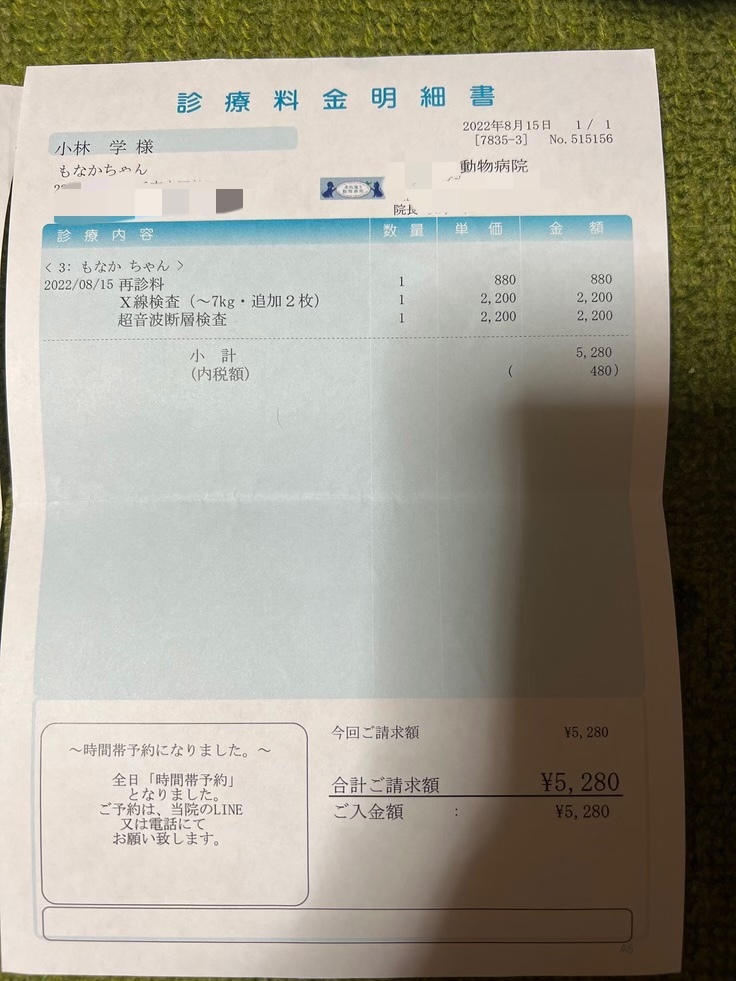 診療料金明細書
2022年8月15日 1 / 1
[7835-3] No.515156
小林 学 様
もなかちゃん
動物病院
院長
診療内容 数量 単価 金額
< 3: もなか ちゃん >
2022/08/15 再診料 1 880 880
X線検査（～7kg・追加２枚） 1 2,200 2,200
超音波断層検査 1 2,200 2,200
小 計 5,280
(内税額) ( 480)
今回ご請求額 ¥5,280
合計ご請求額 ¥5,280
ご入金額 : ¥5,280
～時間帯予約になりました。～
全日「時間帯予約」
となりました。
ご予約は、当院のLINE
又は電話にて
お願い致します。
A5